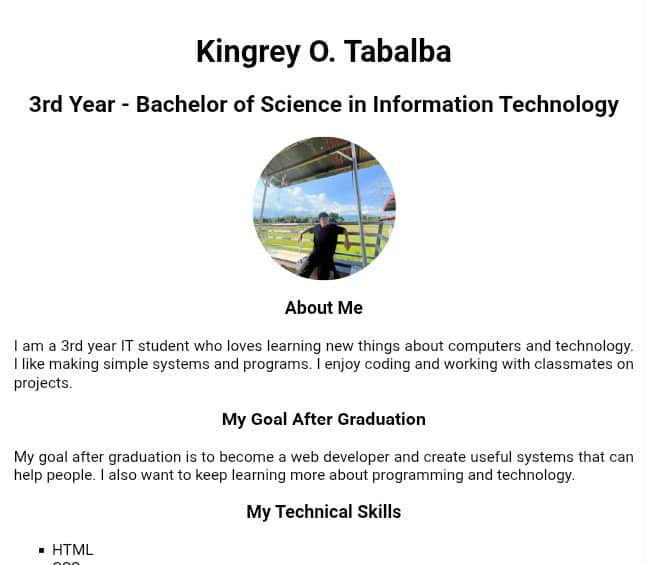 Kingrey O. Tabalba
3rd Year - Bachelor of Science in Information Technology
About Me
I am a 3rd year IT student who loves learning new things about computers and technology.
I like making simple systems and programs. I enjoy coding and working with classmates on
projects.
My Goal After Graduation
My goal after graduation is to become a web developer and create useful systems that can
help people. I also want to keep learning more about programming and technology.
My Technical Skills
▪ HTML